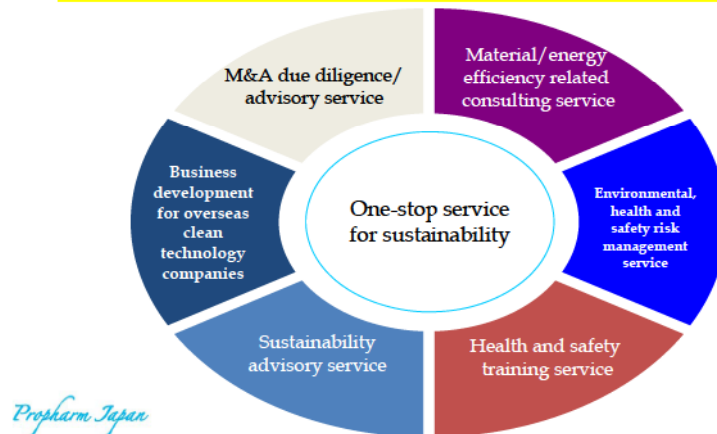 M&A due diligence/
advisory service
Material/energy
efficiency related
consulting service
Business
development
for overseas
clean
technology
companies
One-stop service
for sustainability
Environmental,
health and
safety risk
management
service
Sustainability
advisory service
Health and safety
training service
Propharm Japan